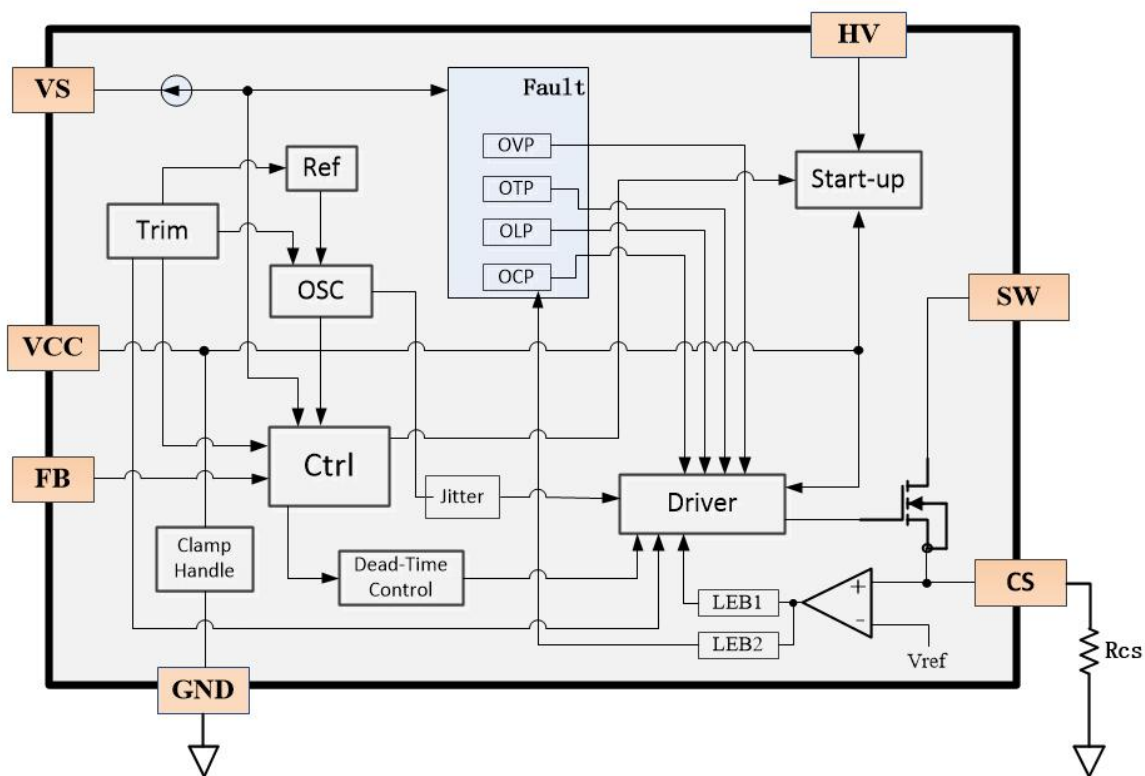 HV
VS
Fault
OVP
Ref
OTP
Start-up
Trim
OLP
OSC
OCP
SW
VCC
Ctrl
FB
Jitter
Driver
Clamp
Handle
Dead-Time
Control
+
CS
LEB1
-
LEB2
Vref
Rcs
GND